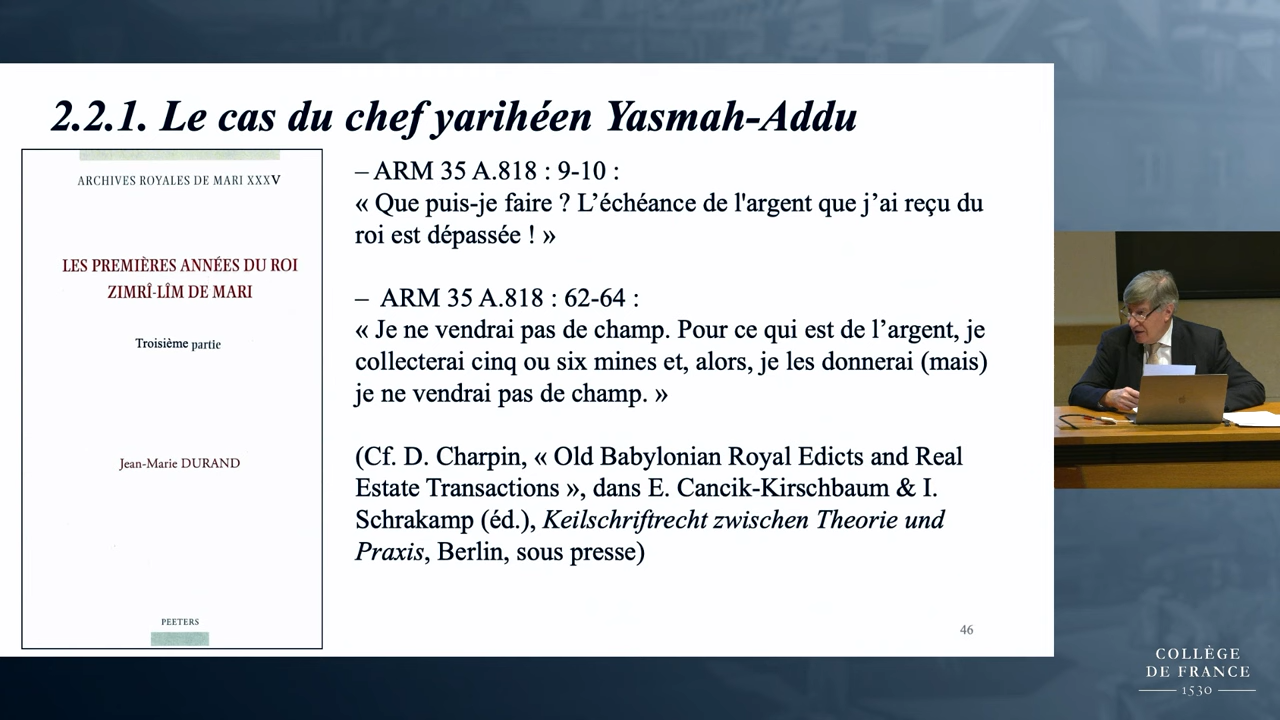 2.2.1. Le cas du chef yarihéen Yasmah-Addu
ARCHIVES ROYALES DE MARI XXXV
LES PREMIÈRES ANNÉES DU ROI
ZIMRÎ-LÎM DE MARI
Troisième partie
Jean-Marie DURAND
PEETERS
– ARM 35 A.818 : 9-10 :
« Que puis-je faire ? L’échéance de l'argent que j’ai reçu du
roi est dépassée ! »
– ARM 35 A.818 : 62-64 :
« Je ne vendrai pas de champ. Pour ce qui est de l’argent, je
collecterai cinq ou six mines et, alors, je les donnerai (mais)
je ne vendrai pas de champ. »
(Cf. D. Charpin, « Old Babylonian Royal Edicts and Real
Estate Transactions », dans E. Cancik-Kirschbaum & I.
Schrakamp (éd.), Keilschriftrecht zwischen Theorie und
Praxis, Berlin, sous presse)
46
COLLÈGE
DE FRANCE
1530